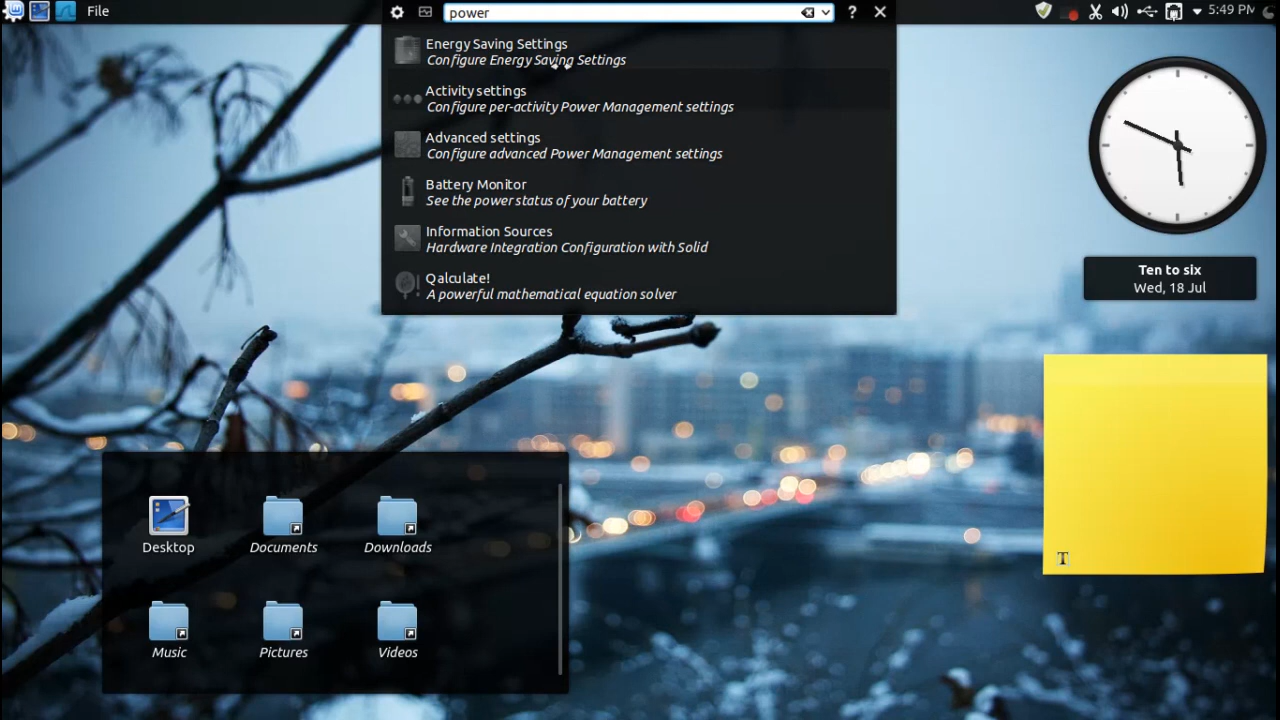 File
power
?
5:49 PM
Energy Saving Settings
Configure Energy Saving Settings
Activity settings
Configure per-activity Power Management settings
Advanced settings
Configure advanced Power Management settings
Battery Monitor
See the power status of your battery
Information Sources
Hardware Integration Configuration with Solid
Qalculate!
A powerful mathematical equation solver
Ten to six
Wed, 18 Jul
T
Desktop
Documents
Downloads
Music
Pictures
Videos